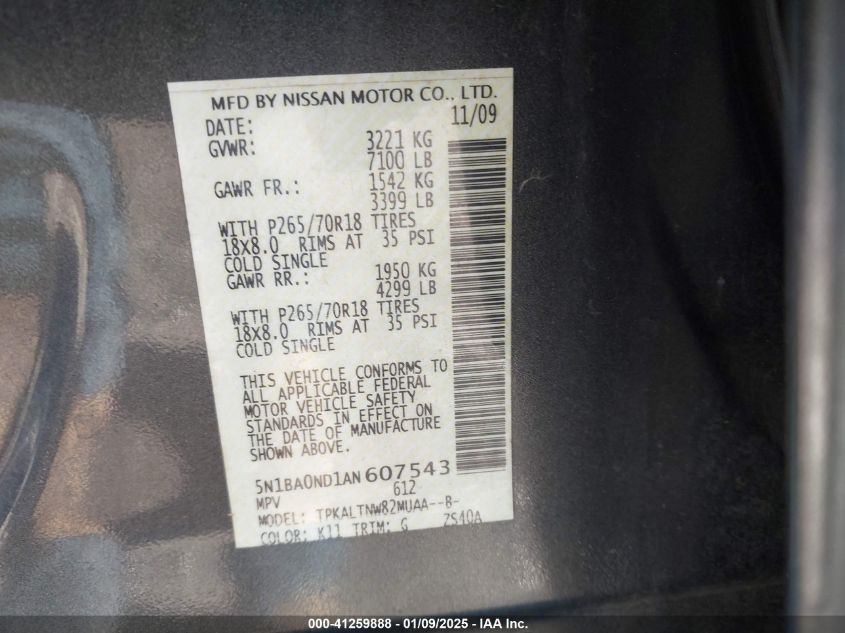 MFD BY NISSAN MOTOR CO., LTD.
DATE: 11/09
GVWR: 3221 KG
7100 LB
GAWR FR.: 1542 KG
3399 LB
WITH P265/70R18 TIRES
18X8.0 RIMS AT 35 PSI
COLD SINGLE
GAWR RR.: 1950 KG
4299 LB
WITH P265/70R18 TIRES
18X8.0 RIMS AT 35 PSI
COLD SINGLE
THIS VEHICLE CONFORMS TO
ALL APPLICABLE FEDERAL
MOTOR VEHICLE SAFETY
STANDARDS IN EFFECT ON
THE DATE OF MANUFACTURE
SHOWN ABOVE.
5N1BA0ND1AN607543
MPV 612
MODEL: TPKALTNW82MUAA--B-
COLOR: K11 TRIM: G ZS40A
000-41259888 - 01/09/2025 - IAA Inc.